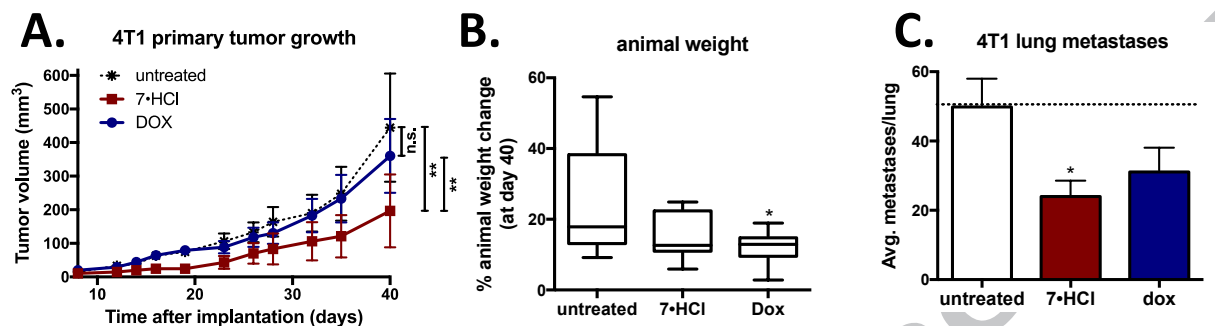 A.
4T1 primary tumor growth
untreated
7•HCl
DOX
Tumor volume (mm³)
600
500
400
300
200
100
0
10
20
30
40
Time after implantation (days)
n.s.
**
**
B.
animal weight
% animal weight change
(at day 40)
60
40
20
0
untreated
7•HCl
Dox
*
C.
4T1 lung metastases
Avg. metastases/lung
60
40
20
0
*
untreated
7•HCl
dox